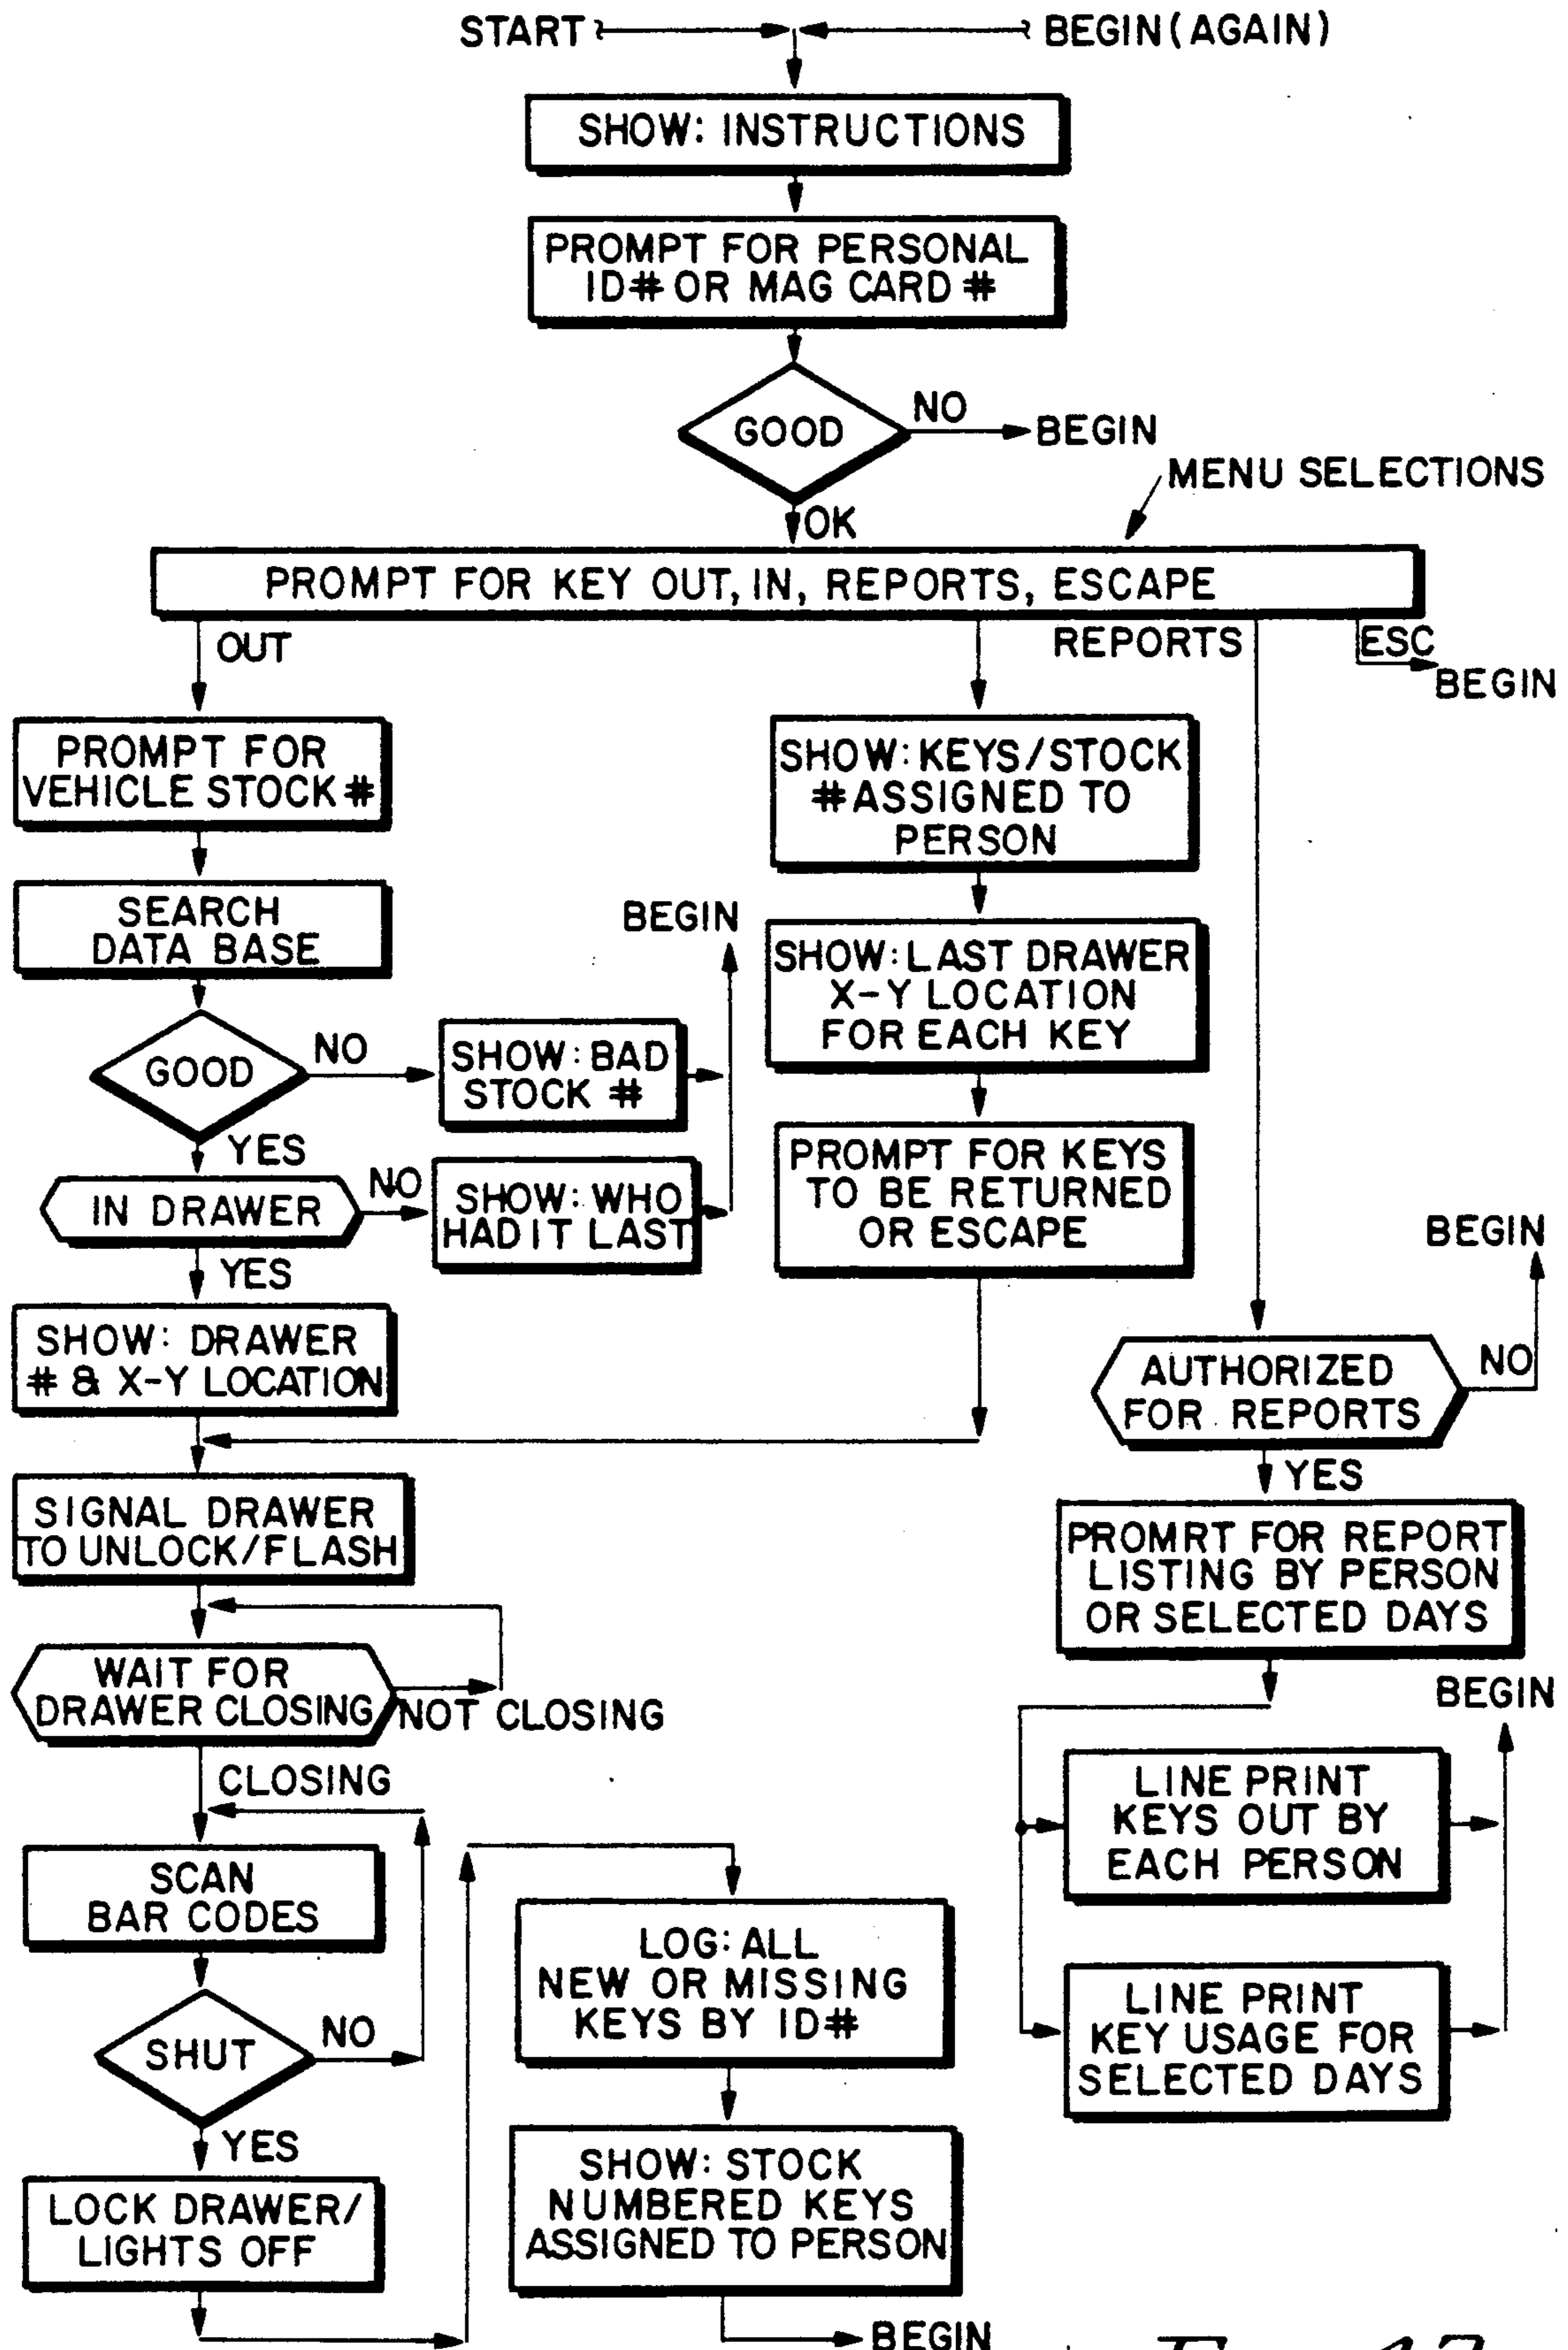 START
BEGIN (AGAIN)
SHOW: INSTRUCTIONS
PROMPT FOR PERSONAL
ID# OR MAG CARD #
GOOD
NO
BEGIN
MENU SELECTIONS
OK
PROMPT FOR KEY OUT, IN, REPORTS, ESCAPE
OUT
REPORTS
ESC
BEGIN
PROMPT FOR
VEHICLE STOCK #
SEARCH
DATA BASE
GOOD
NO
SHOW: BAD
STOCK #
BEGIN
YES
IN DRAWER
NO
SHOW: WHO
HAD IT LAST
YES
SHOW: DRAWER
# & X-Y LOCATION
SHOW: KEYS/STOCK
# ASSIGNED TO
PERSON
SHOW: LAST DRAWER
X-Y LOCATION
FOR EACH KEY
PROMPT FOR KEYS
TO BE RETURNED
OR ESCAPE
SIGNAL DRAWER
TO UNLOCK/FLASH
WAIT FOR
DRAWER CLOSING
NOT CLOSING
CLOSING
SCAN
BAR CODES
SHUT
NO
YES
LOCK DRAWER/
LIGHTS OFF
LOG: ALL
NEW OR MISSING
KEYS BY ID#
SHOW: STOCK
NUMBERED KEYS
ASSIGNED TO PERSON
BEGIN
BEGIN
AUTHORIZED
FOR REPORTS
NO
YES
PROMRT FOR REPORT
LISTING BY PERSON
OR SELECTED DAYS
BEGIN
LINE PRINT
KEYS OUT BY
EACH PERSON
LINE PRINT
KEY USAGE FOR
SELECTED DAYS